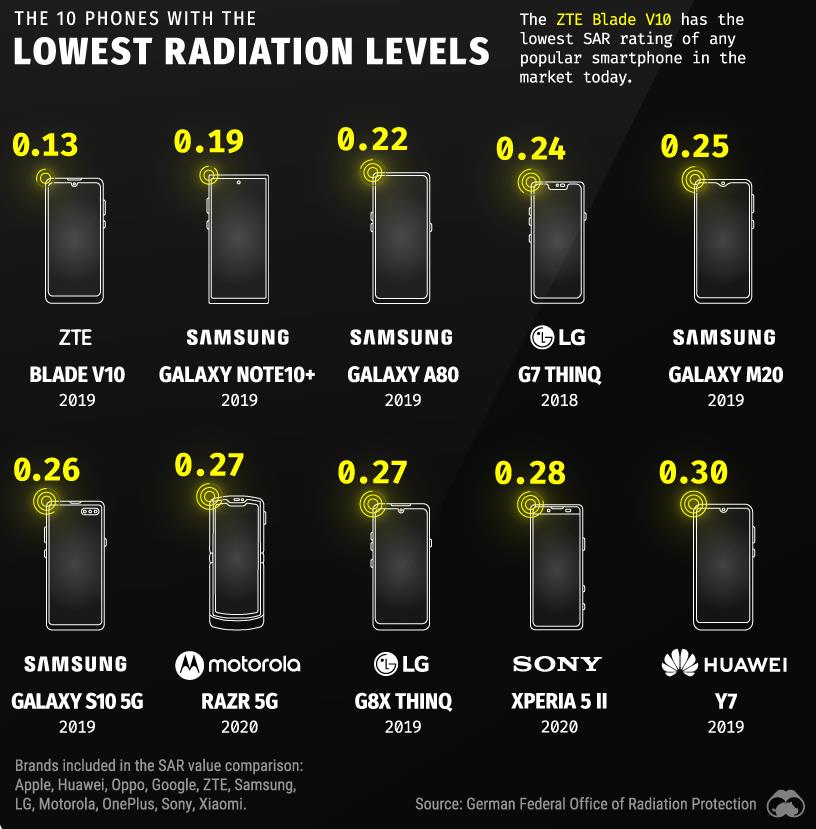 THE 10 PHONES WITH THE
LOWEST RADIATION LEVELS
The ZTE Blade V10 has the
lowest SAR rating of any
popular smartphone in the
market today.
0.13
0.19
0.22
0.24
0.25
ZTE
SAMSUNG
SAMSUNG
LG
SAMSUNG
BLADE V10
GALAXY NOTE10+
GALAXY A80
G7 THINQ
GALAXY M20
2019
2019
2019
2018
2019
0.26
0.27
0.27
0.28
0.30
SAMSUNG
motorola
LG
SONY
HUAWEI
GALAXY S10 5G
RAZR 5G
G8X THINQ
XPERIA 5 II
Y7
2019
2020
2019
2020
2019
Brands included in the SAR value comparison:
Apple, Huawei, Oppo, Google, ZTE, Samsung,
LG, Motorola, OnePlus, Sony, Xiaomi.
Source: German Federal Office of Radiation Protection